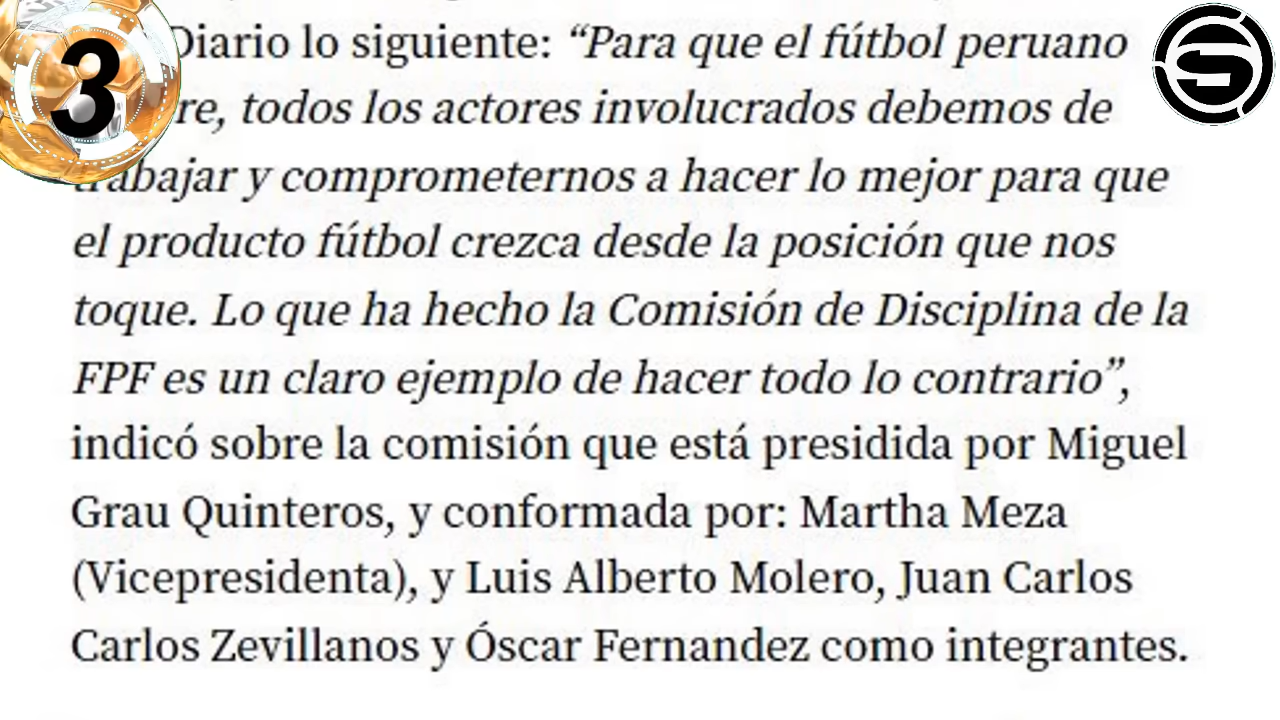 3
Diario lo siguiente: “Para que el fútbol peruano
re, todos los actores involucrados debemos de
trabajar y comprometernos a hacer lo mejor para que
el producto fútbol crezca desde la posición que nos
toque. Lo que ha hecho la Comisión de Disciplina de la
FPF es un claro ejemplo de hacer todo lo contrario”,
indicó sobre la comisión que está presidida por Miguel
Grau Quinteros, y conformada por: Martha Meza
(Vicepresidenta), y Luis Alberto Molero, Juan Carlos
Carlos Zevillanos y Óscar Fernandez como integrantes.